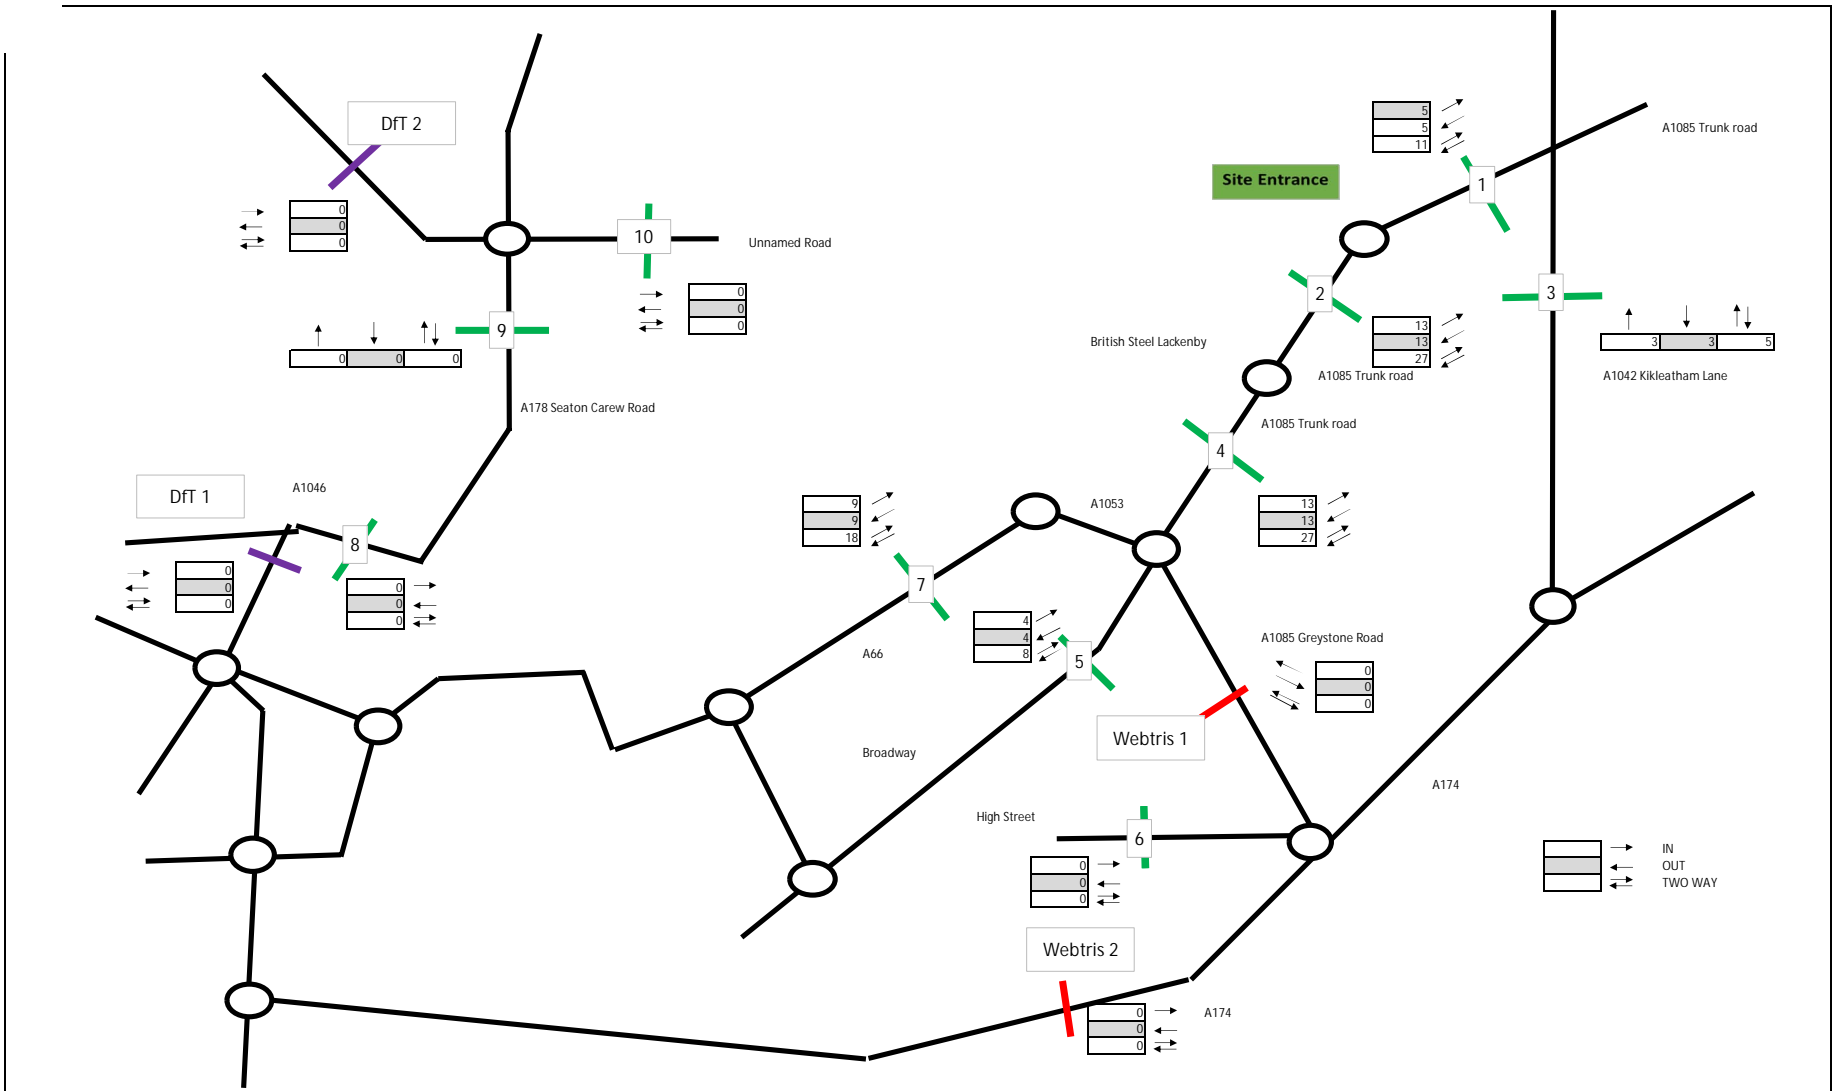 DfT 2
0
0
0
10
Unnamed Road
0
0
0
9
0 0 0
A178 Seaton Carew Road
DfT 1
A1046
8
0
0
0
0
0
0
5
5
11
A1085 Trunk road
Site Entrance
1
2
3
13
13
27
3 3 5
British Steel Lackenby
A1085 Trunk road
A1042 Kikleatham Lane
A1085 Trunk road
4
9
9
18
A1053
13
13
27
7
4
4
8
5
A66
A1085 Greystone Road
0
0
0
Webtris 1
Broadway
A174
High Street
6
0
0
0
IN
OUT
TWO WAY
Webtris 2
0
0
0
A174